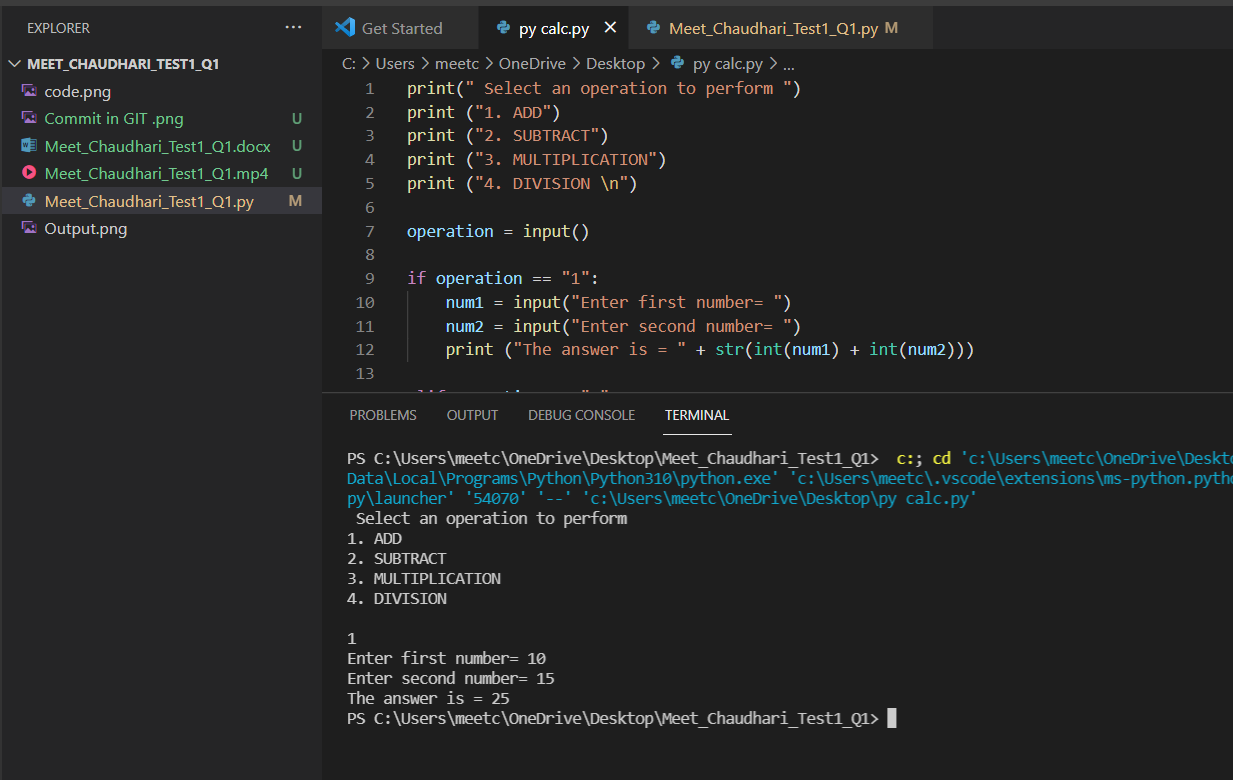 EXPLORER ...
MEET_CHAUDHARI_TEST1_Q1
code.png
Commit in GIT .png U
Meet_Chaudhari_Test1_Q1.docx U
Meet_Chaudhari_Test1_Q1.mp4 U
Meet_Chaudhari_Test1_Q1.py M
Output.png
Get Started py calc.py × Meet_Chaudhari_Test1_Q1.py M
C: > Users > meetc > OneDrive > Desktop > py calc.py > ...
1 print(" Select an operation to perform ")
2 print ("1. ADD")
3 print ("2. SUBTRACT")
4 print ("3. MULTIPLICATION")
5 print ("4. DIVISION \n")
6
7 operation = input()
8
9 if operation == "1":
10 num1 = input("Enter first number= ")
11 num2 = input("Enter second number= ")
12 print ("The answer is = " + str(int(num1) + int(num2)))
13
PROBLEMS OUTPUT DEBUG CONSOLE TERMINAL
PS C:\Users\meetc\OneDrive\Desktop\Meet_Chaudhari_Test1_Q1> c:; cd 'c:\Users\meetc\OneDrive\Deskto
Data\Local\Programs\Python\Python310\python.exe' 'c:\Users\meetc\.vscode\extensions\ms-python.pytho
py\launcher' '54070' '--' 'c:\Users\meetc\OneDrive\Desktop\py calc.py'
Select an operation to perform
1. ADD
2. SUBTRACT
3. MULTIPLICATION
4. DIVISION
1
Enter first number= 10
Enter second number= 15
The answer is = 25
PS C:\Users\meetc\OneDrive\Desktop\Meet_Chaudhari_Test1_Q1>